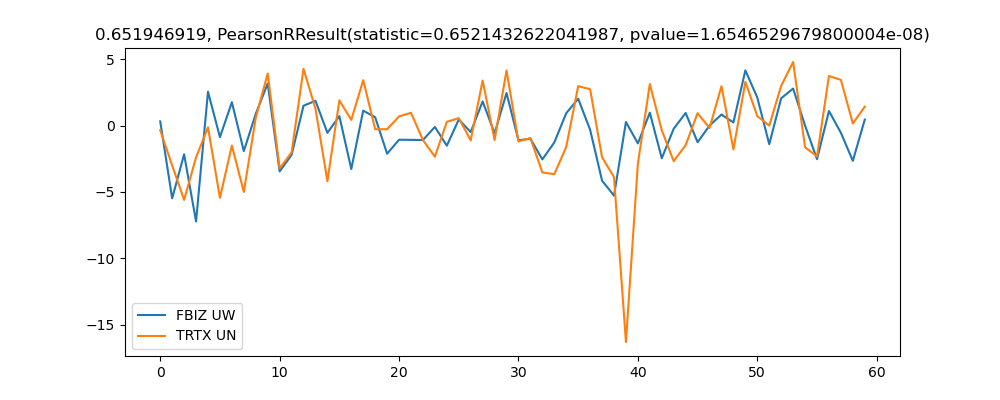 0.651946919, PearsonRResult(statistic=0.6521432622041987, pvalue=1.6546529679800004e-08)
5
0
−5
−10
−15
FBIZ UW
TRTX UN
0 10 20 30 40 50 60